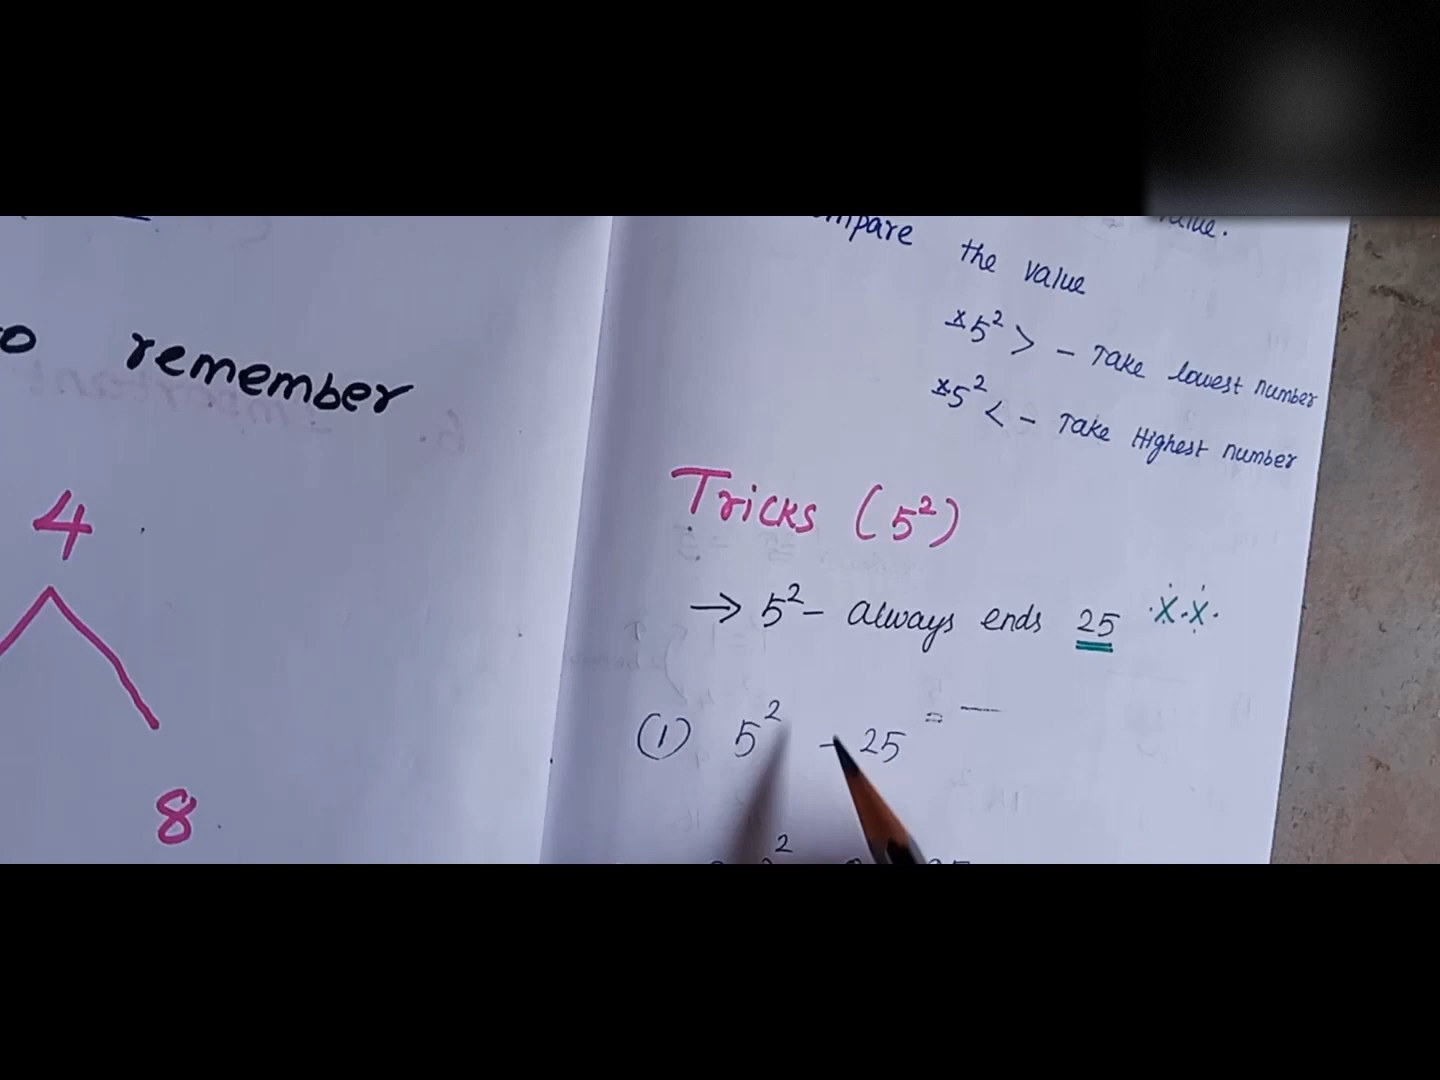 remember
4
8
the value
*5² > - Take lowest number
*5² < - Take Highest number
Tricks (5²)
→ 5² - always ends 25
(1) 5² - 25 = —